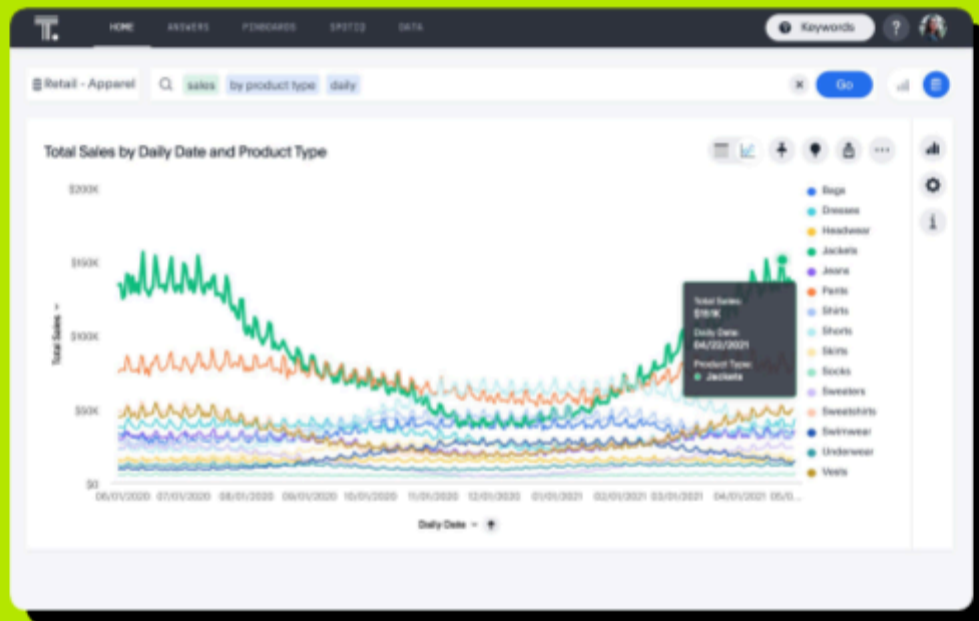 T.
HOME ANSWERS PINBOARDS SPOTIQ DATA
Keywords ?
Retail - Apparel sales by product type daily Go
Total Sales by Daily Date and Product Type
$200K
$150K
$100K
$50K
$0
Total Sales
06/01/2020 07/01/2020 08/01/2020 09/01/2020 10/01/2020 11/01/2020 12/01/2020 01/01/2021 02/01/2021 03/01/2021 04/01/2021 05/0...
Daily Date
Total Sales:
$151K
Daily Date:
04/22/2021
Product Type:
Jackets
Bags
Dresses
Headwear
Jackets
Jeans
Pants
Shirts
Shorts
Skirts
Socks
Sweaters
Sweatshirts
Swimwear
Underwear
Vests